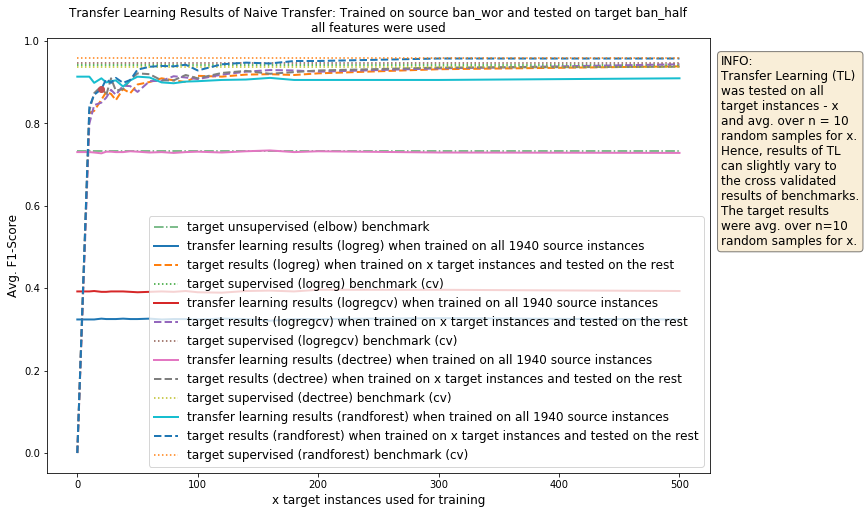 Transfer Learning Results of Naive Transfer: Trained on source ban_wor and tested on target ban_half
all features were used
Avg. F1-Score
1.0
0.8
0.6
0.4
0.2
0.0
target unsupervised (elbow) benchmark
transfer learning results (logreg) when trained on all 1940 source instances
target results (logreg) when trained on x target instances and tested on the rest
target supervised (logreg) benchmark (cv)
transfer learning results (logregcv) when trained on all 1940 source instances
target results (logregcv) when trained on x target instances and tested on the rest
target supervised (logregcv) benchmark (cv)
transfer learning results (dectree) when trained on all 1940 source instances
target results (dectree) when trained on x target instances and tested on the rest
target supervised (dectree) benchmark (cv)
transfer learning results (randforest) when trained on all 1940 source instances
target results (randforest) when trained on x target instances and tested on the rest
target supervised (randforest) benchmark (cv)
0 100 200 300 400 500
x target instances used for training
INFO:
Transfer Learning (TL)
was tested on all
target instances - x
and avg. over n = 10
random samples for x.
Hence, results of TL
can slightly vary to
the cross validated
results of benchmarks.
The target results
were avg. over n=10
random samples for x.